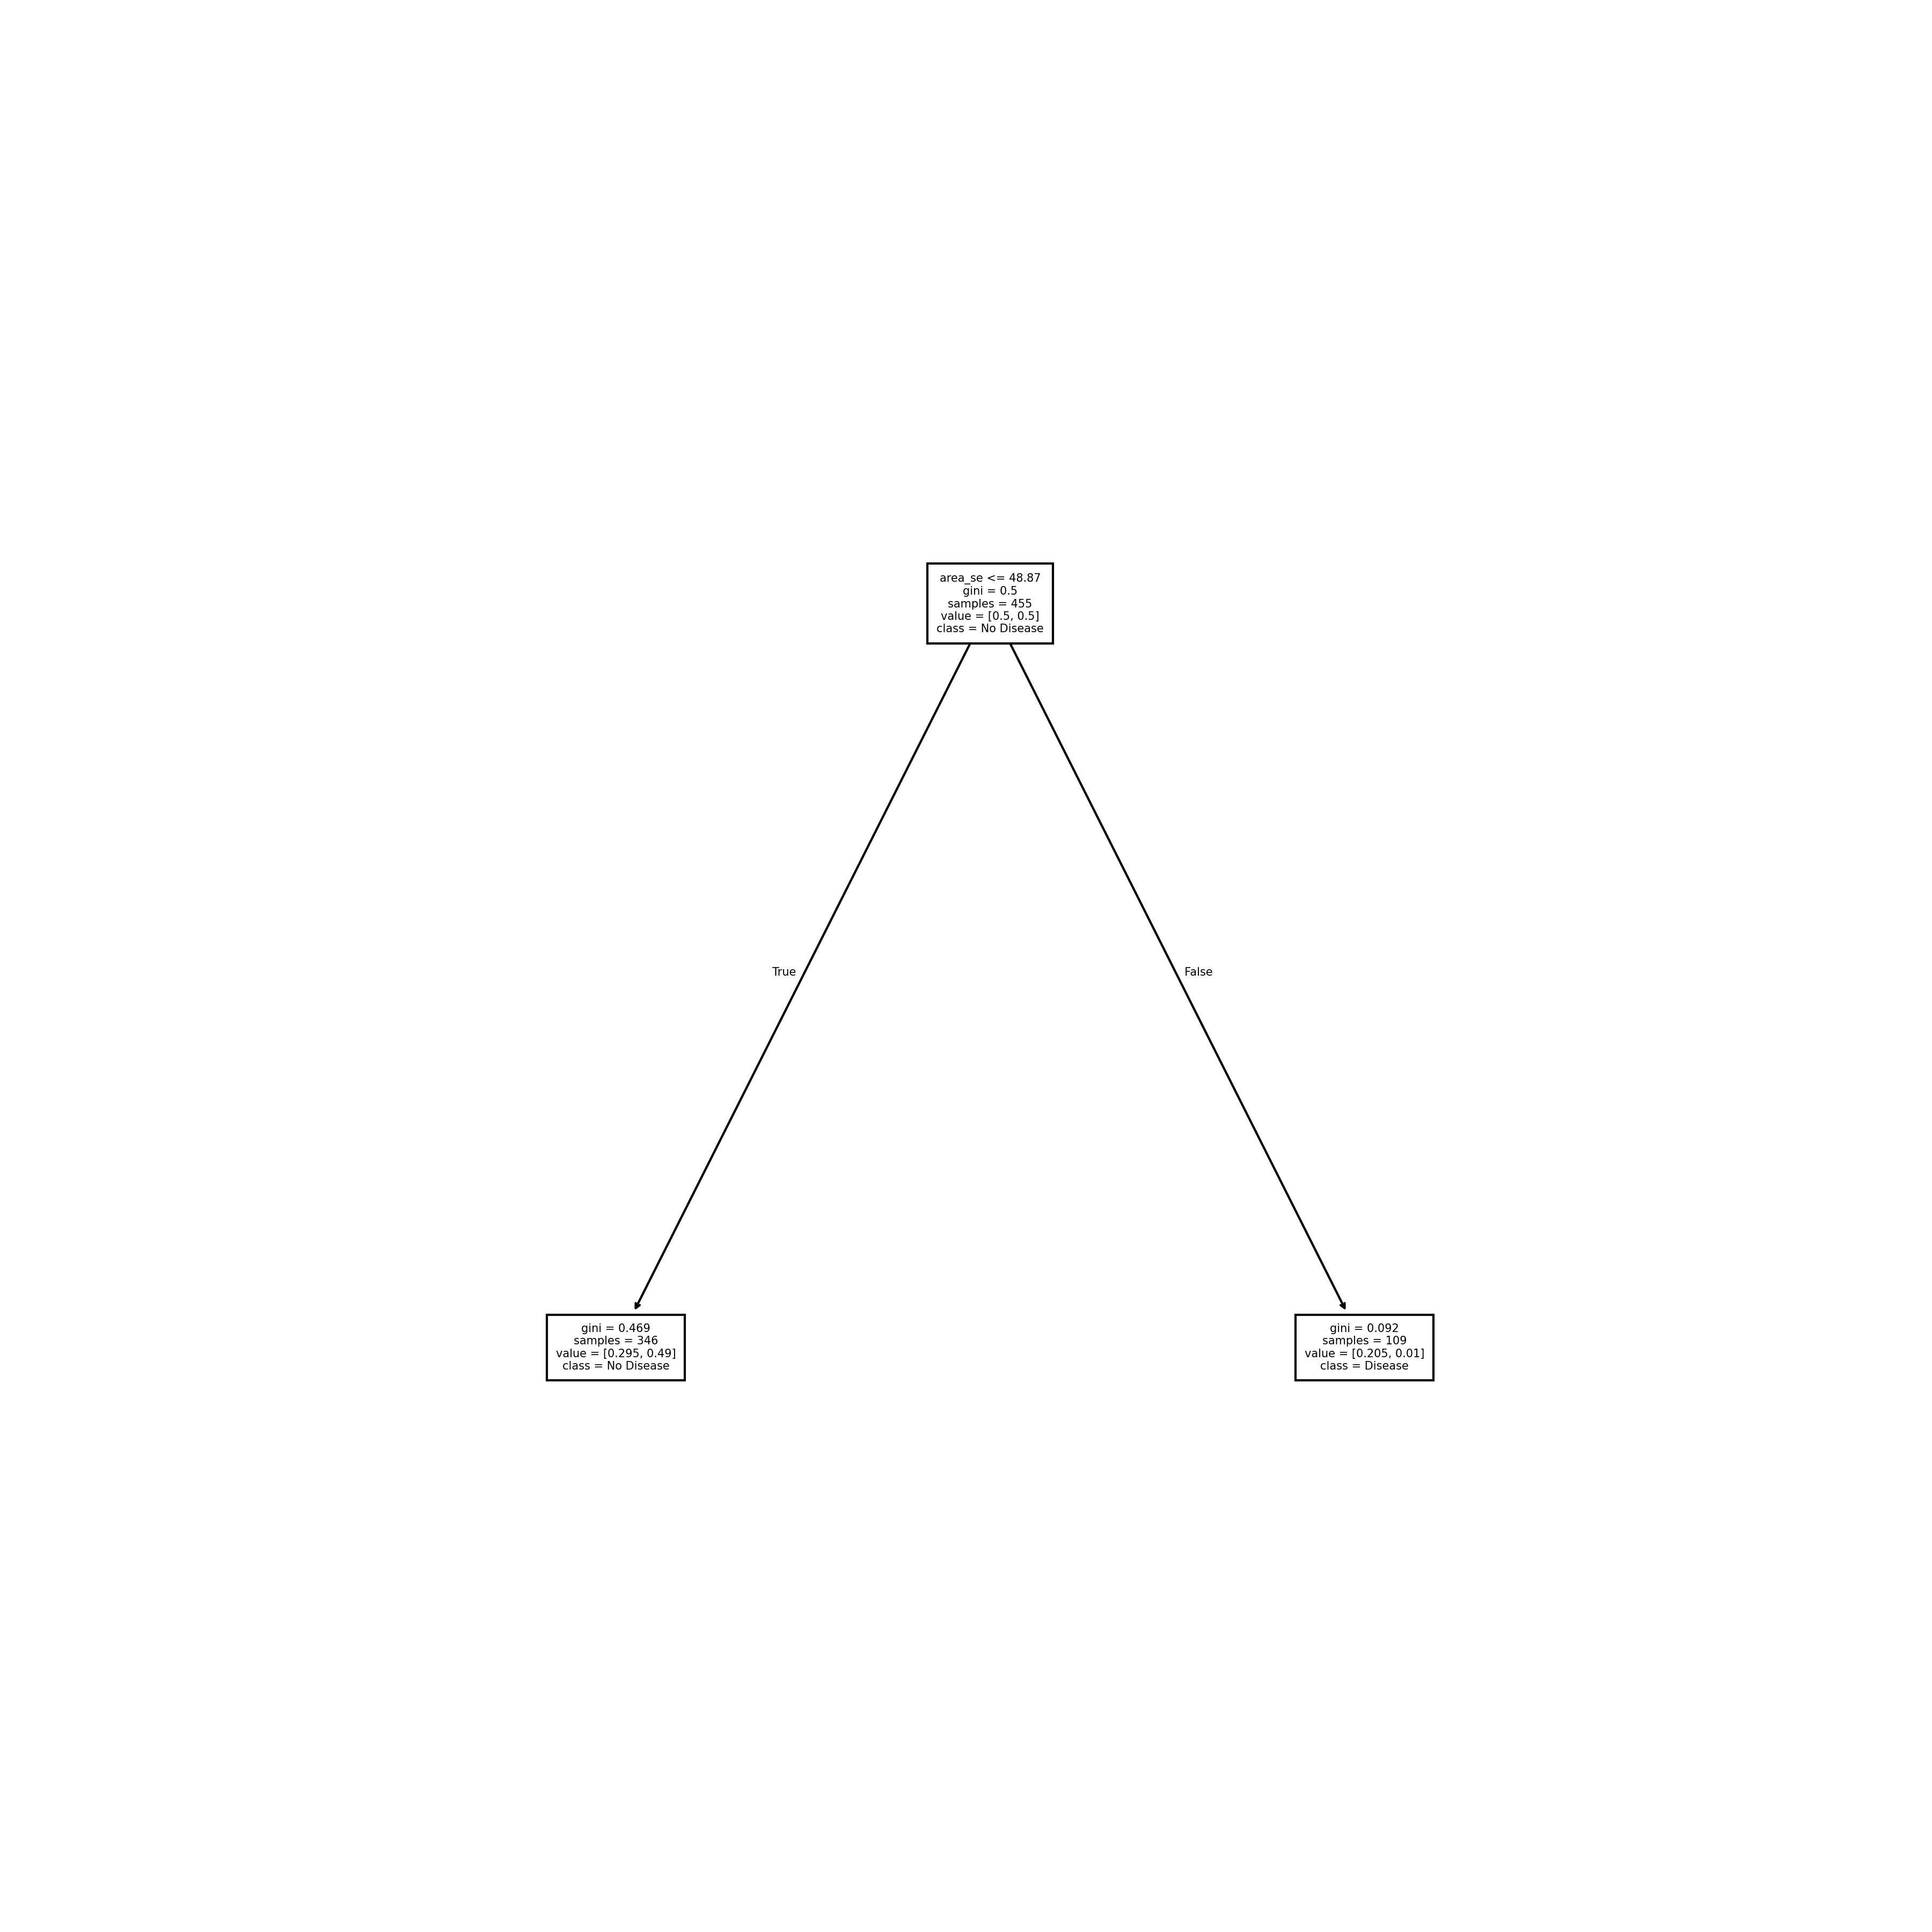 area_se <= 48.87
gini = 0.5
samples = 455
value = [0.5, 0.5]
class = No Disease
True
False
gini = 0.469
samples = 346
value = [0.295, 0.49]
class = No Disease
gini = 0.092
samples = 109
value = [0.205, 0.01]
class = Disease